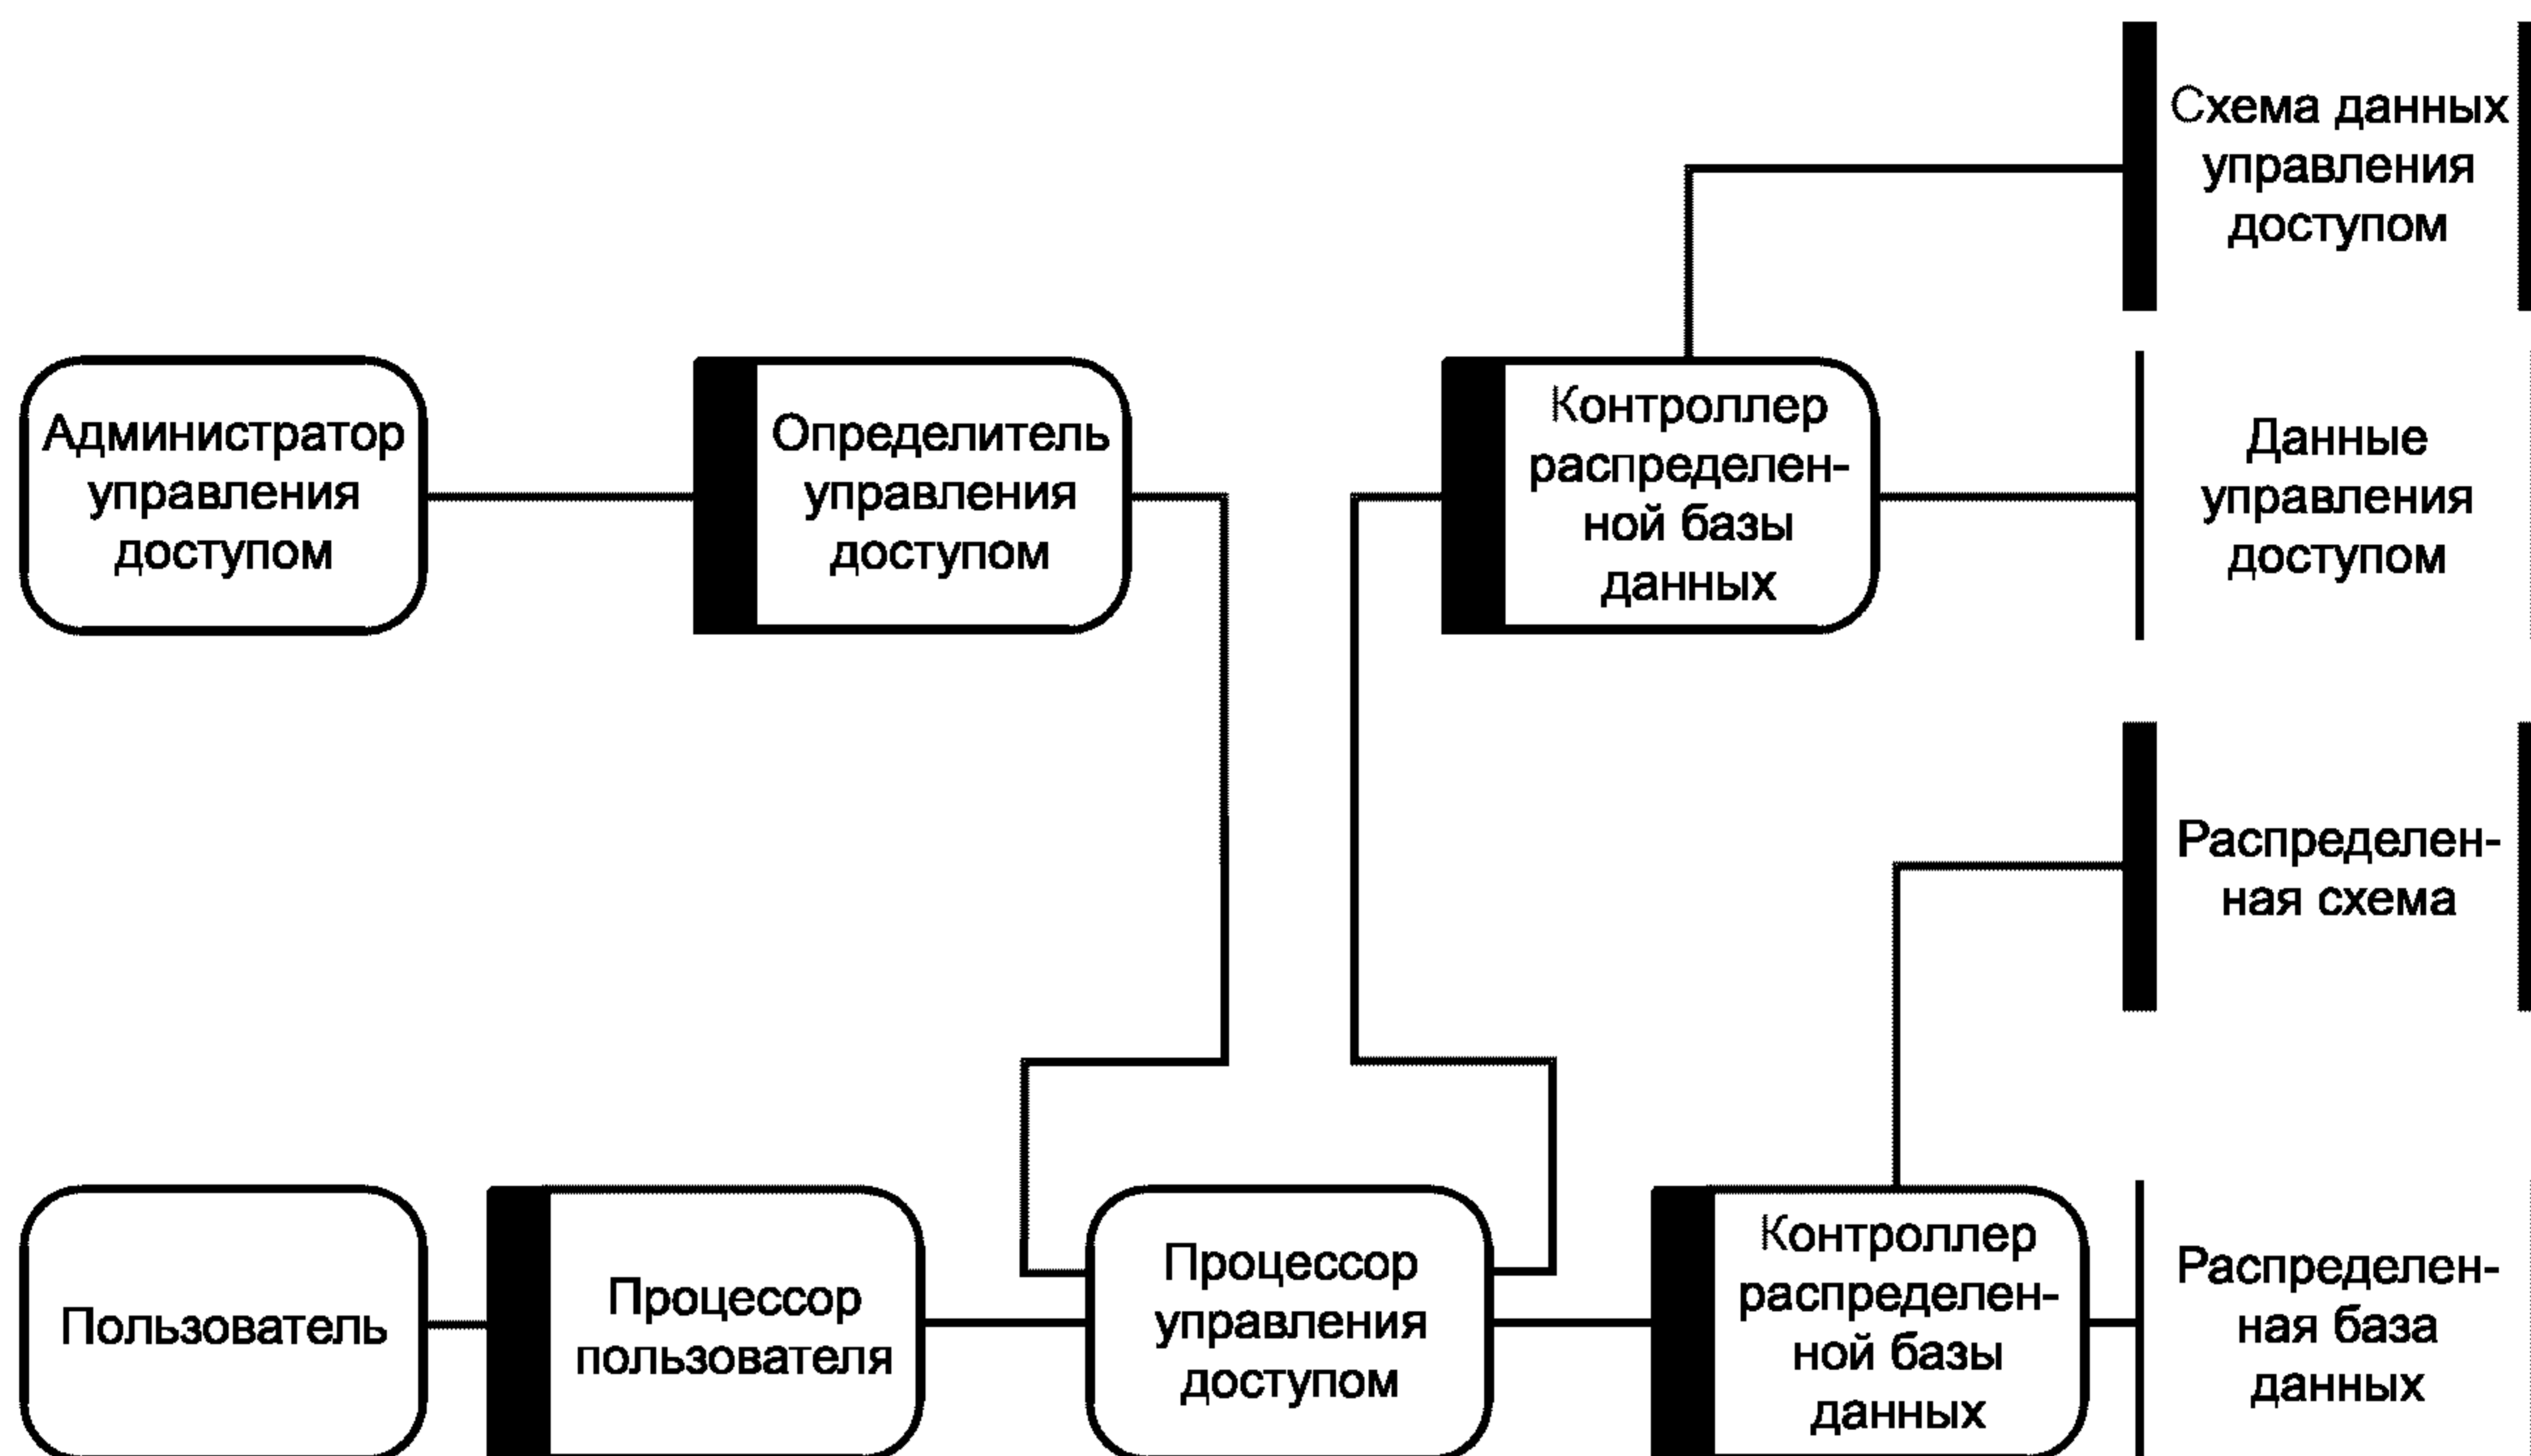 Схема данных
управления
доступом
Администратор
управления
доступом
Определитель
управления
доступом
Контроллер
распределен-
ной базы
данных
Данные
управления
доступом
Распределен-
ная схема
Пользователь
Процессор
пользователя
Процессор
управления
доступом
Контроллер
распределен-
ной базы
данных
Распределен-
ная база
данных